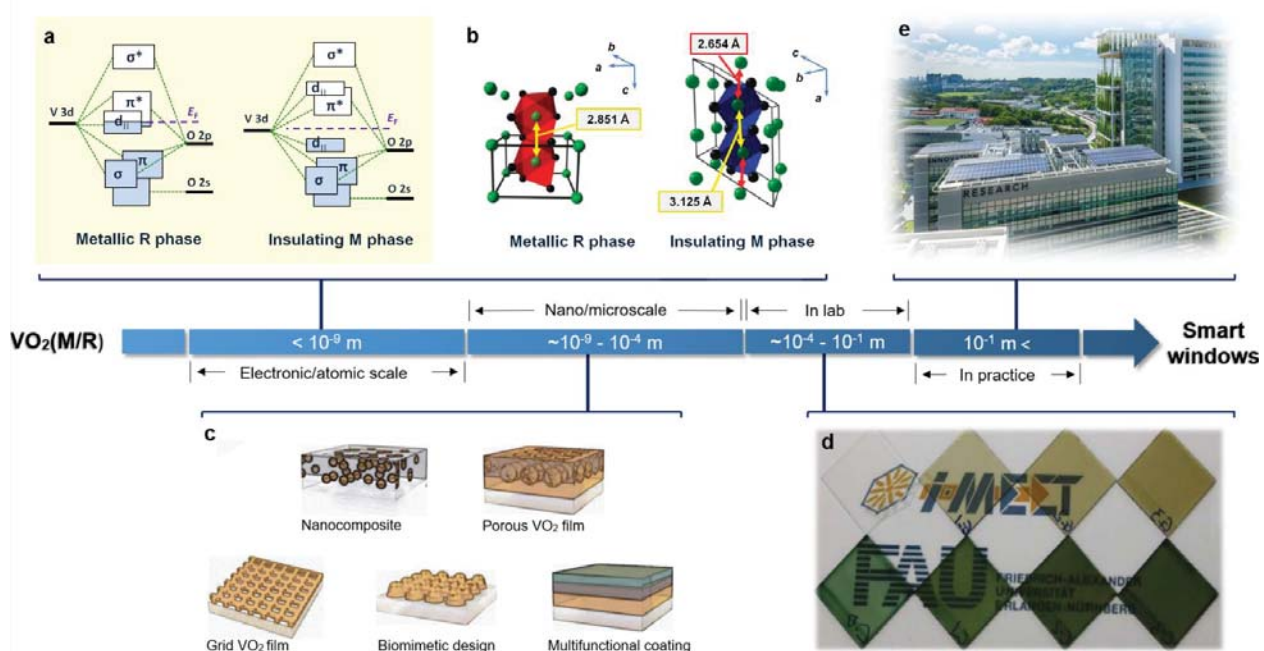 a
σ*
π*
d||
V 3d
E_F
O 2p
π
σ
O 2s
Metallic R phase
σ*
d||
π*
V 3d
E_F
d||
O 2p
π
σ
O 2s
Insulating M phase
b
b
a
c
2.851 Å
Metallic R phase
2.654 Å
3.125 Å
c
b
a
Insulating M phase
e
RESEARCH
VO₂(M/R)
< 10⁻⁹ m
Electronic/atomic scale
Nano/microscale
~10⁻⁹ - 10⁻⁴ m
In lab
~10⁻⁴ - 10⁻¹ m
10⁻¹ m <
In practice
Smart
windows
c
Nanocomposite
Porous VO₂ film
Grid VO₂ film
Biomimetic design
Multifunctional coating
d
i-MEET
FAU
FRIEDRICH-ALEXANDER
UNIVERSITÄT
ERLANGEN-NÜRNBERG